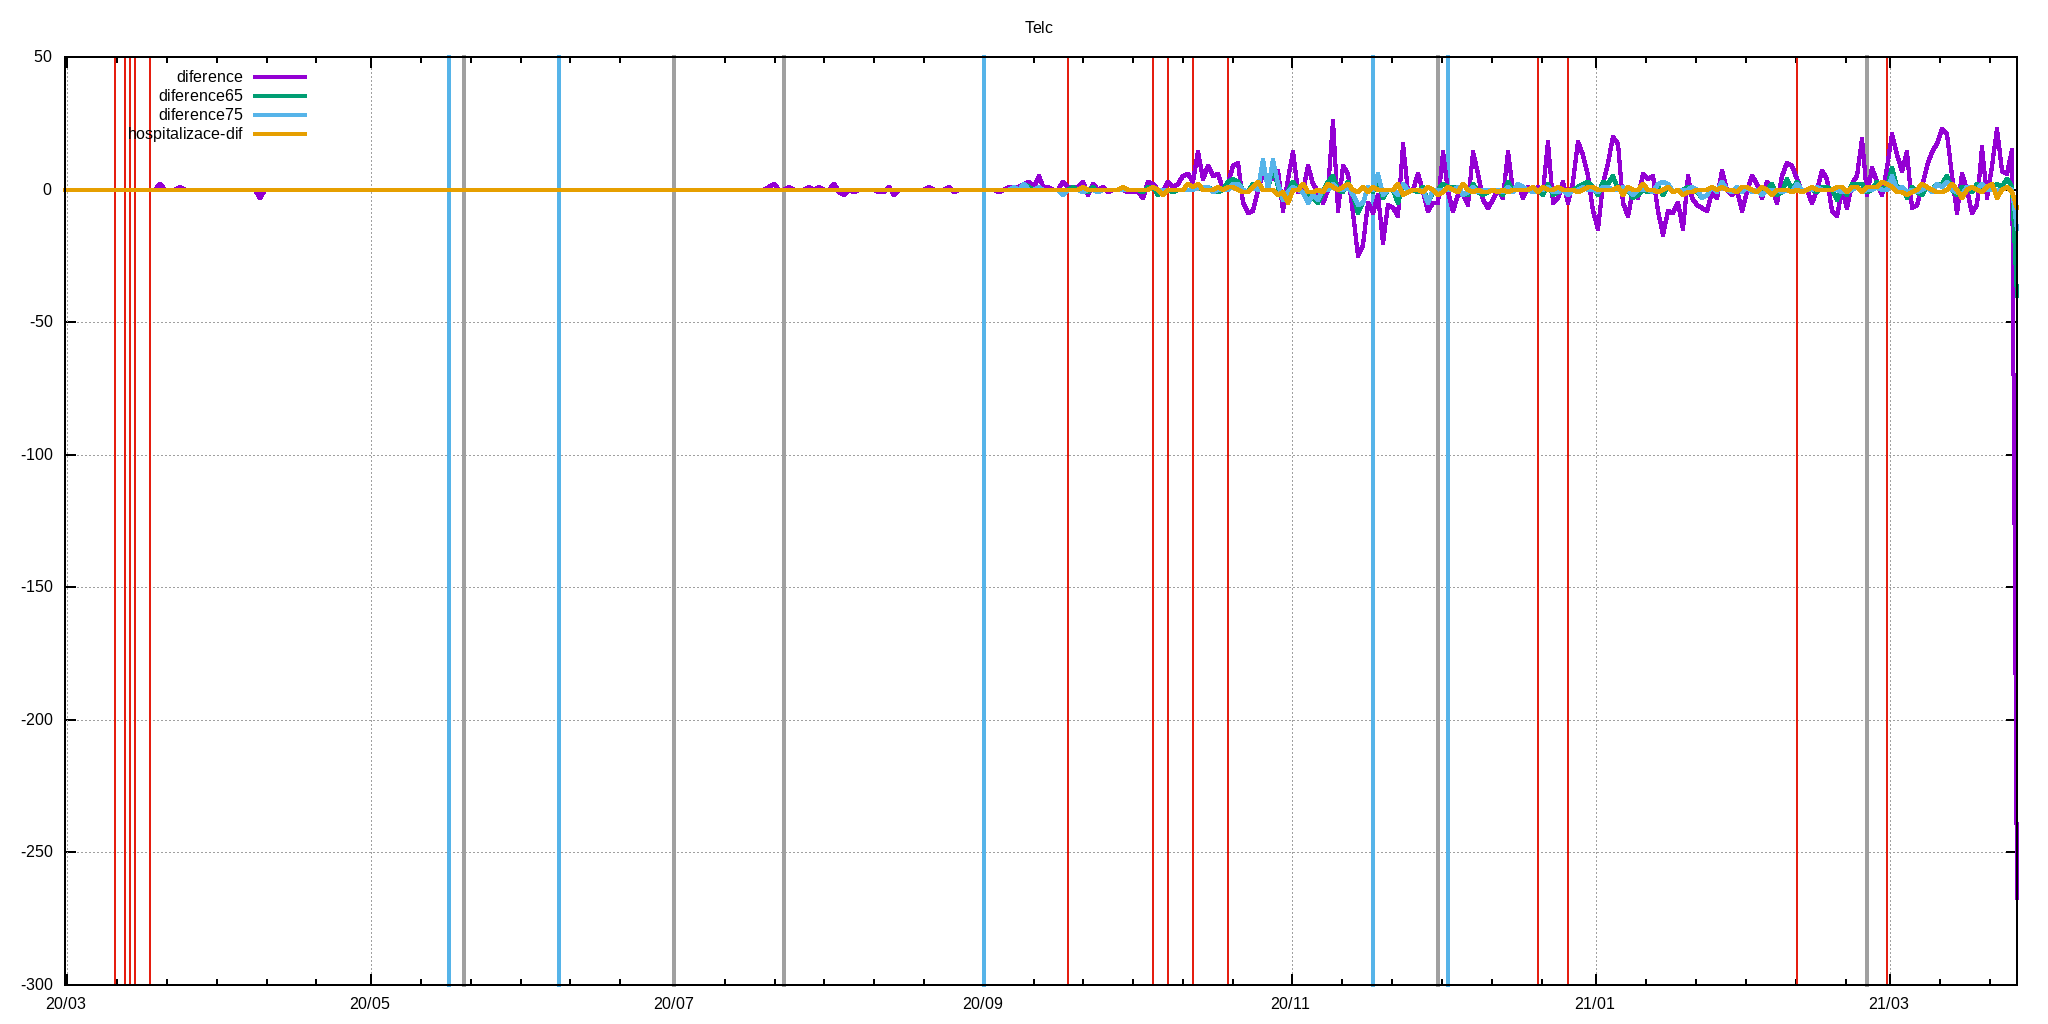 Telc
50
diference
diference65
diference75
hospitalizace-dif
0
-50
-100
-150
-200
-250
-300
20/03 20/05 20/07 20/09 20/11 21/01 21/03